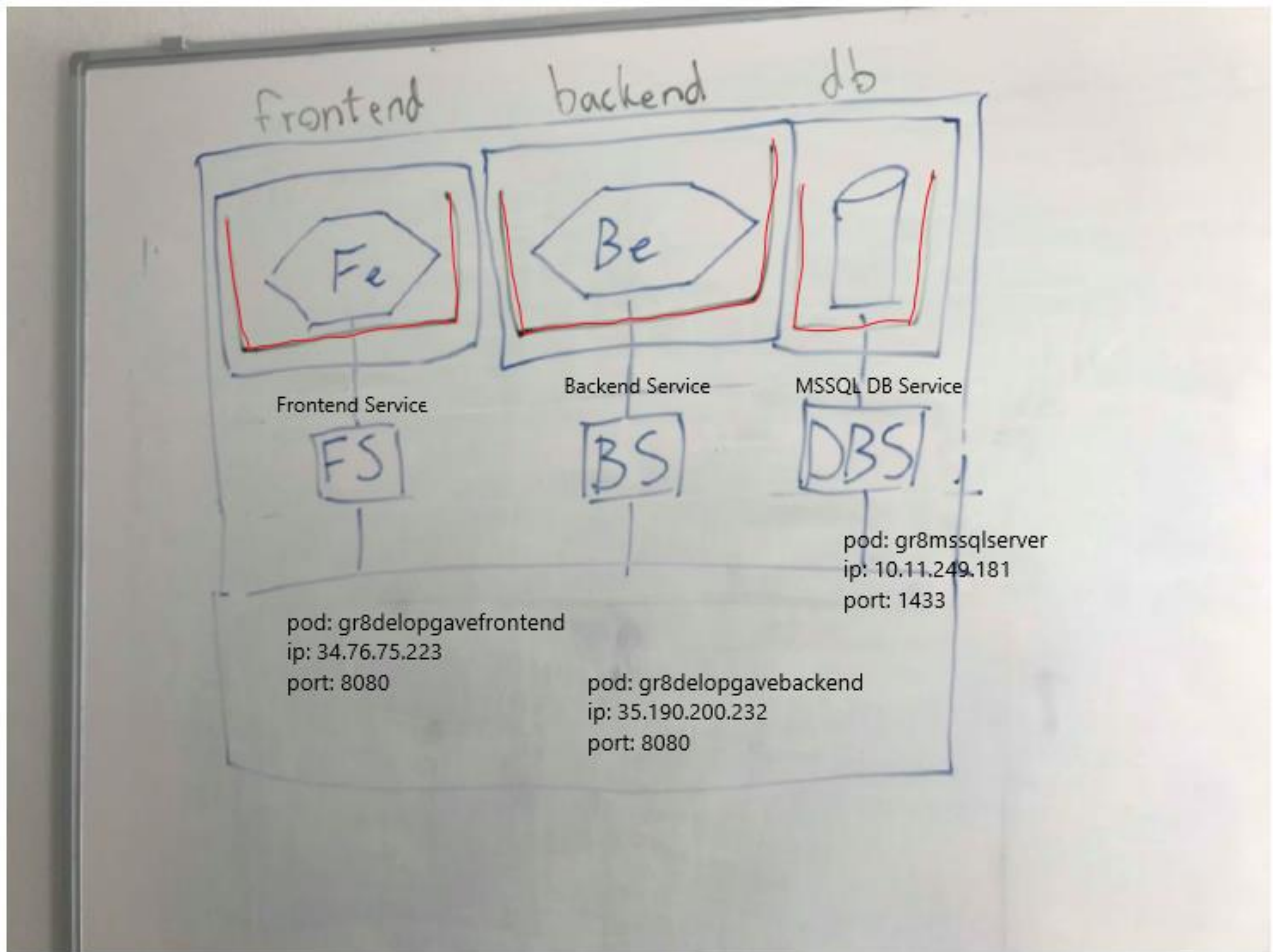 frontend
backend
db
Fe
Be
Frontend Service
Backend Service
MSSQL DB Service
FS
BS
DBS
pod: gr8delopgavefrontend
ip: 34.76.75.223
port: 8080
pod: gr8delopgavebackend
ip: 35.190.200.232
port: 8080
pod: gr8mssqlserver
ip: 10.11.249.181
port: 1433